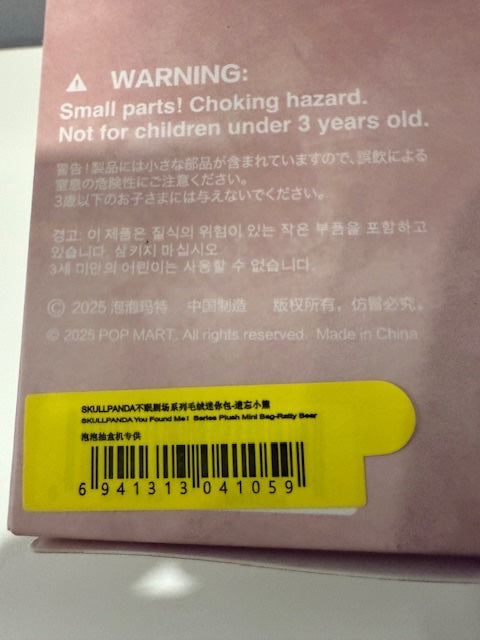 WARNING:
Small parts! Choking hazard.
Not for children under 3 years old.
警告！製品には小さな部品が含まれていますので、誤飲による
窒息の危険性にご注意ください。
3歳以下のお子さまには与えないでください。
경고: 이 제품은 질식의 위험이 있는 작은 부품을 포함하고
있습니다. 삼키지 마십시오.
3세 미만의 어린이는 사용할 수 없습니다.
© 2025 泡泡玛特 中国制造 版权所有，仿冒必究。
© 2025 POP MART. All rights reserved. Made in China
SKULLPANDA不眠剧场系列毛绒迷你包-遗忘小熊
SKULLPANDA You Found Me！ Series Plush Mini Bag-Ratty Bear
泡泡抽盒机专供
6 941313 041059